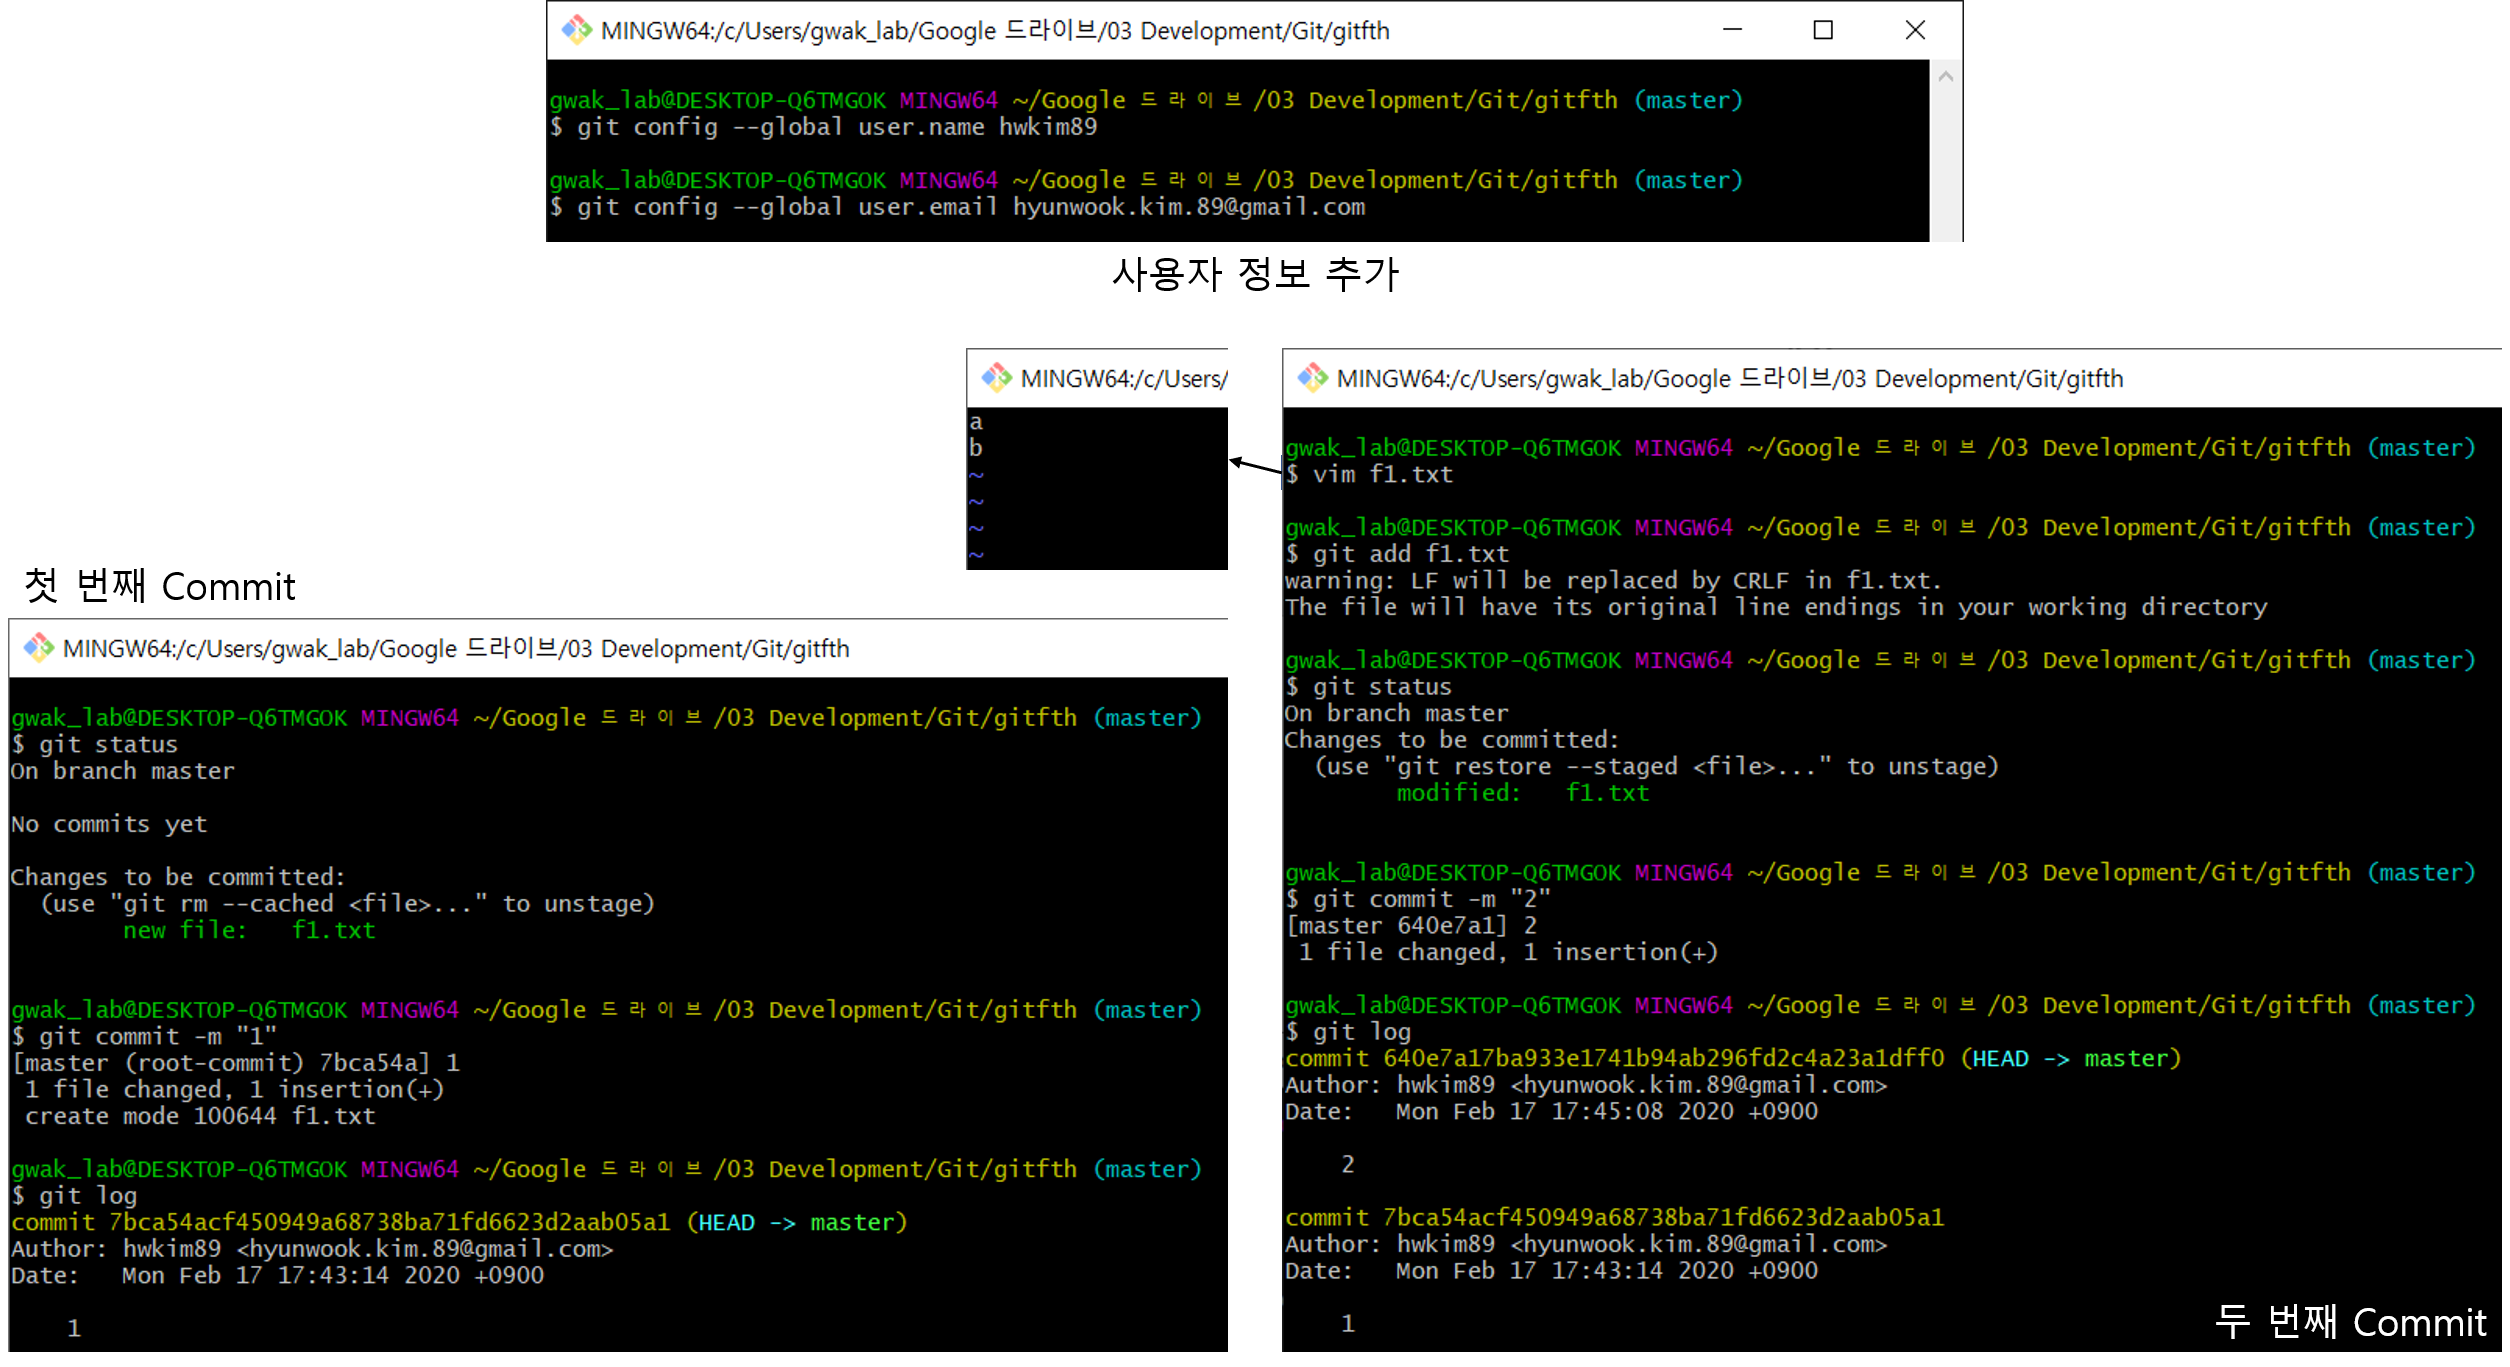 MINGW64:/c/Users/gwak_lab/Google 드라이브/03 Development/Git/gitfth
gwak_lab@DESKTOP-Q6TMGOK MINGW64 ~/Google 드라이브/03 Development/Git/gitfth (master)
$ git config --global user.name hwkim89
gwak_lab@DESKTOP-Q6TMGOK MINGW64 ~/Google 드라이브/03 Development/Git/gitfth (master)
$ git config --global user.email hyunwook.kim.89@gmail.com
사용자 정보 추가
첫 번째 Commit
MINGW64:/c/Users/gwak_lab/Google 드라이브/03 Development/Git/gitfth
gwak_lab@DESKTOP-Q6TMGOK MINGW64 ~/Google 드라이브/03 Development/Git/gitfth (master)
$ git status
On branch master
No commits yet
Changes to be committed:
(use "git rm --cached <file>..." to unstage)
new file:   f1.txt
gwak_lab@DESKTOP-Q6TMGOK MINGW64 ~/Google 드라이브/03 Development/Git/gitfth (master)
$ git commit -m "1"
[master (root-commit) 7bca54a] 1
1 file changed, 1 insertion(+)
create mode 100644 f1.txt
gwak_lab@DESKTOP-Q6TMGOK MINGW64 ~/Google 드라이브/03 Development/Git/gitfth (master)
$ git log
commit 7bca54acf450949a68738ba71fd6623d2aab05a1 (HEAD -> master)
Author: hwkim89 <hyunwook.kim.89@gmail.com>
Date:   Mon Feb 17 17:43:14 2020 +0900
1
MINGW64:/c/Users/
a
b
~
~
~
~
MINGW64:/c/Users/gwak_lab/Google 드라이브/03 Development/Git/gitfth
gwak_lab@DESKTOP-Q6TMGOK MINGW64 ~/Google 드라이브/03 Development/Git/gitfth (master)
$ vim f1.txt
gwak_lab@DESKTOP-Q6TMGOK MINGW64 ~/Google 드라이브/03 Development/Git/gitfth (master)
$ git add f1.txt
warning: LF will be replaced by CRLF in f1.txt.
The file will have its original line endings in your working directory
gwak_lab@DESKTOP-Q6TMGOK MINGW64 ~/Google 드라이브/03 Development/Git/gitfth (master)
$ git status
On branch master
Changes to be committed:
(use "git restore --staged <file>..." to unstage)
modified:   f1.txt
gwak_lab@DESKTOP-Q6TMGOK MINGW64 ~/Google 드라이브/03 Development/Git/gitfth (master)
$ git commit -m "2"
[master 640e7a1] 2
1 file changed, 1 insertion(+)
gwak_lab@DESKTOP-Q6TMGOK MINGW64 ~/Google 드라이브/03 Development/Git/gitfth (master)
$ git log
commit 640e7a17ba933e1741b94ab296fd2c4a23a1dff0 (HEAD -> master)
Author: hwkim89 <hyunwook.kim.89@gmail.com>
Date:   Mon Feb 17 17:45:08 2020 +0900
2
commit 7bca54acf450949a68738ba71fd6623d2aab05a1
Author: hwkim89 <hyunwook.kim.89@gmail.com>
Date:   Mon Feb 17 17:43:14 2020 +0900
1
두 번째 Commit